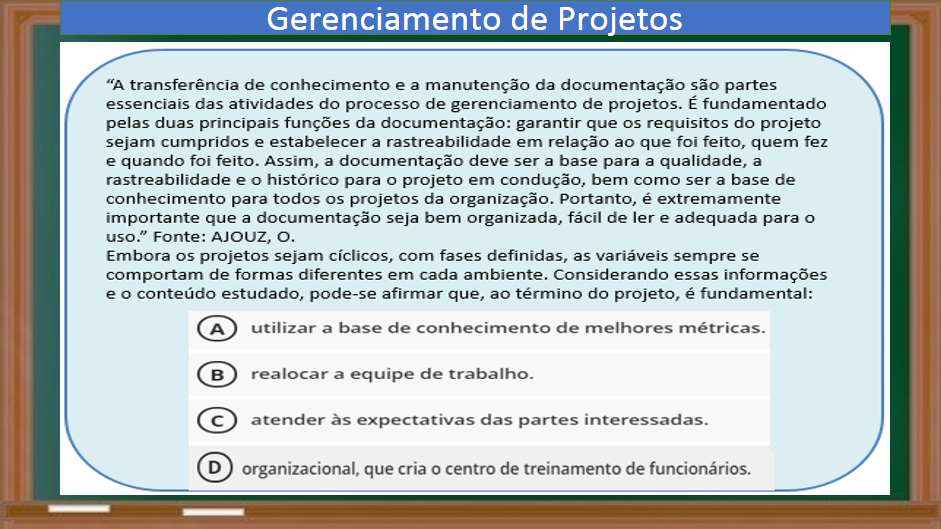 Gerenciamento de Projetos
“A transferência de conhecimento e a manutenção da documentação são partes
essenciais das atividades do processo de gerenciamento de projetos. É fundamentado
pelas duas principais funções da documentação: garantir que os requisitos do projeto
sejam cumpridos e estabelecer a rastreabilidade em relação ao que foi feito, quem fez
e quando foi feito. Assim, a documentação deve ser a base para a qualidade, a
rastreabilidade e o histórico para o projeto em condução, bem como ser a base de
conhecimento para todos os projetos da organização. Portanto, é extremamente
importante que a documentação seja bem organizada, fácil de ler e adequada para o
uso.” Fonte: AJOUZ, O.
Embora os projetos sejam cíclicos, com fases definidas, as variáveis sempre se
comportam de formas diferentes em cada ambiente. Considerando essas informações
e o conteúdo estudado, pode-se afirmar que, ao término do projeto, é fundamental:
A utilizar a base de conhecimento de melhores métricas.
B realocar a equipe de trabalho.
C atender às expectativas das partes interessadas.
D organizacional, que cria o centro de treinamento de funcionários.